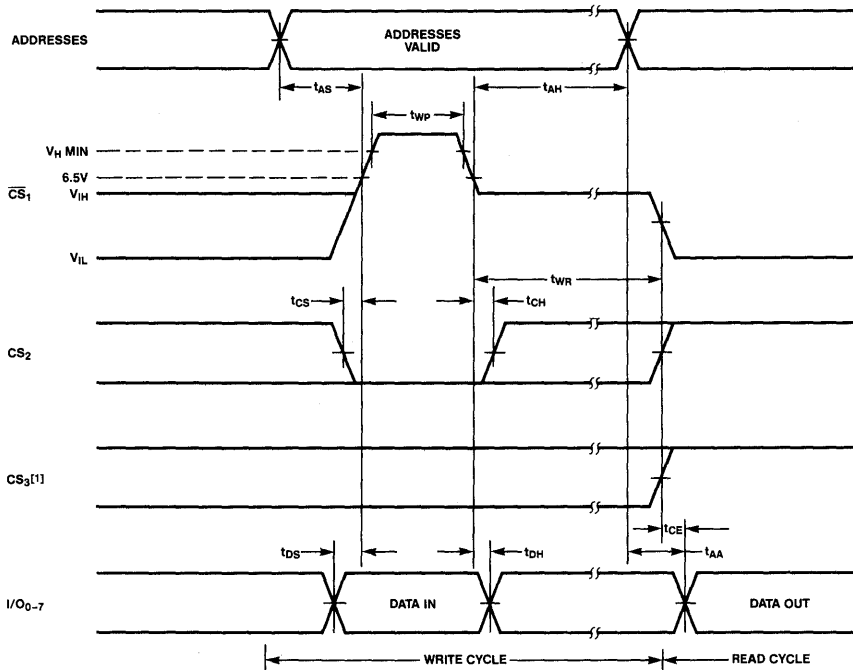 ADDRESSES
ADDRESSES
VALID
tAS
tAH
tWP
VH MIN
6.5V
CS1
VIH
VIL
tWR
tCS
tCH
CS2
CS3[1]
tCE
tDS
tDH
tAA
I/O0-7
DATA IN
DATA OUT
WRITE CYCLE
READ CYCLE